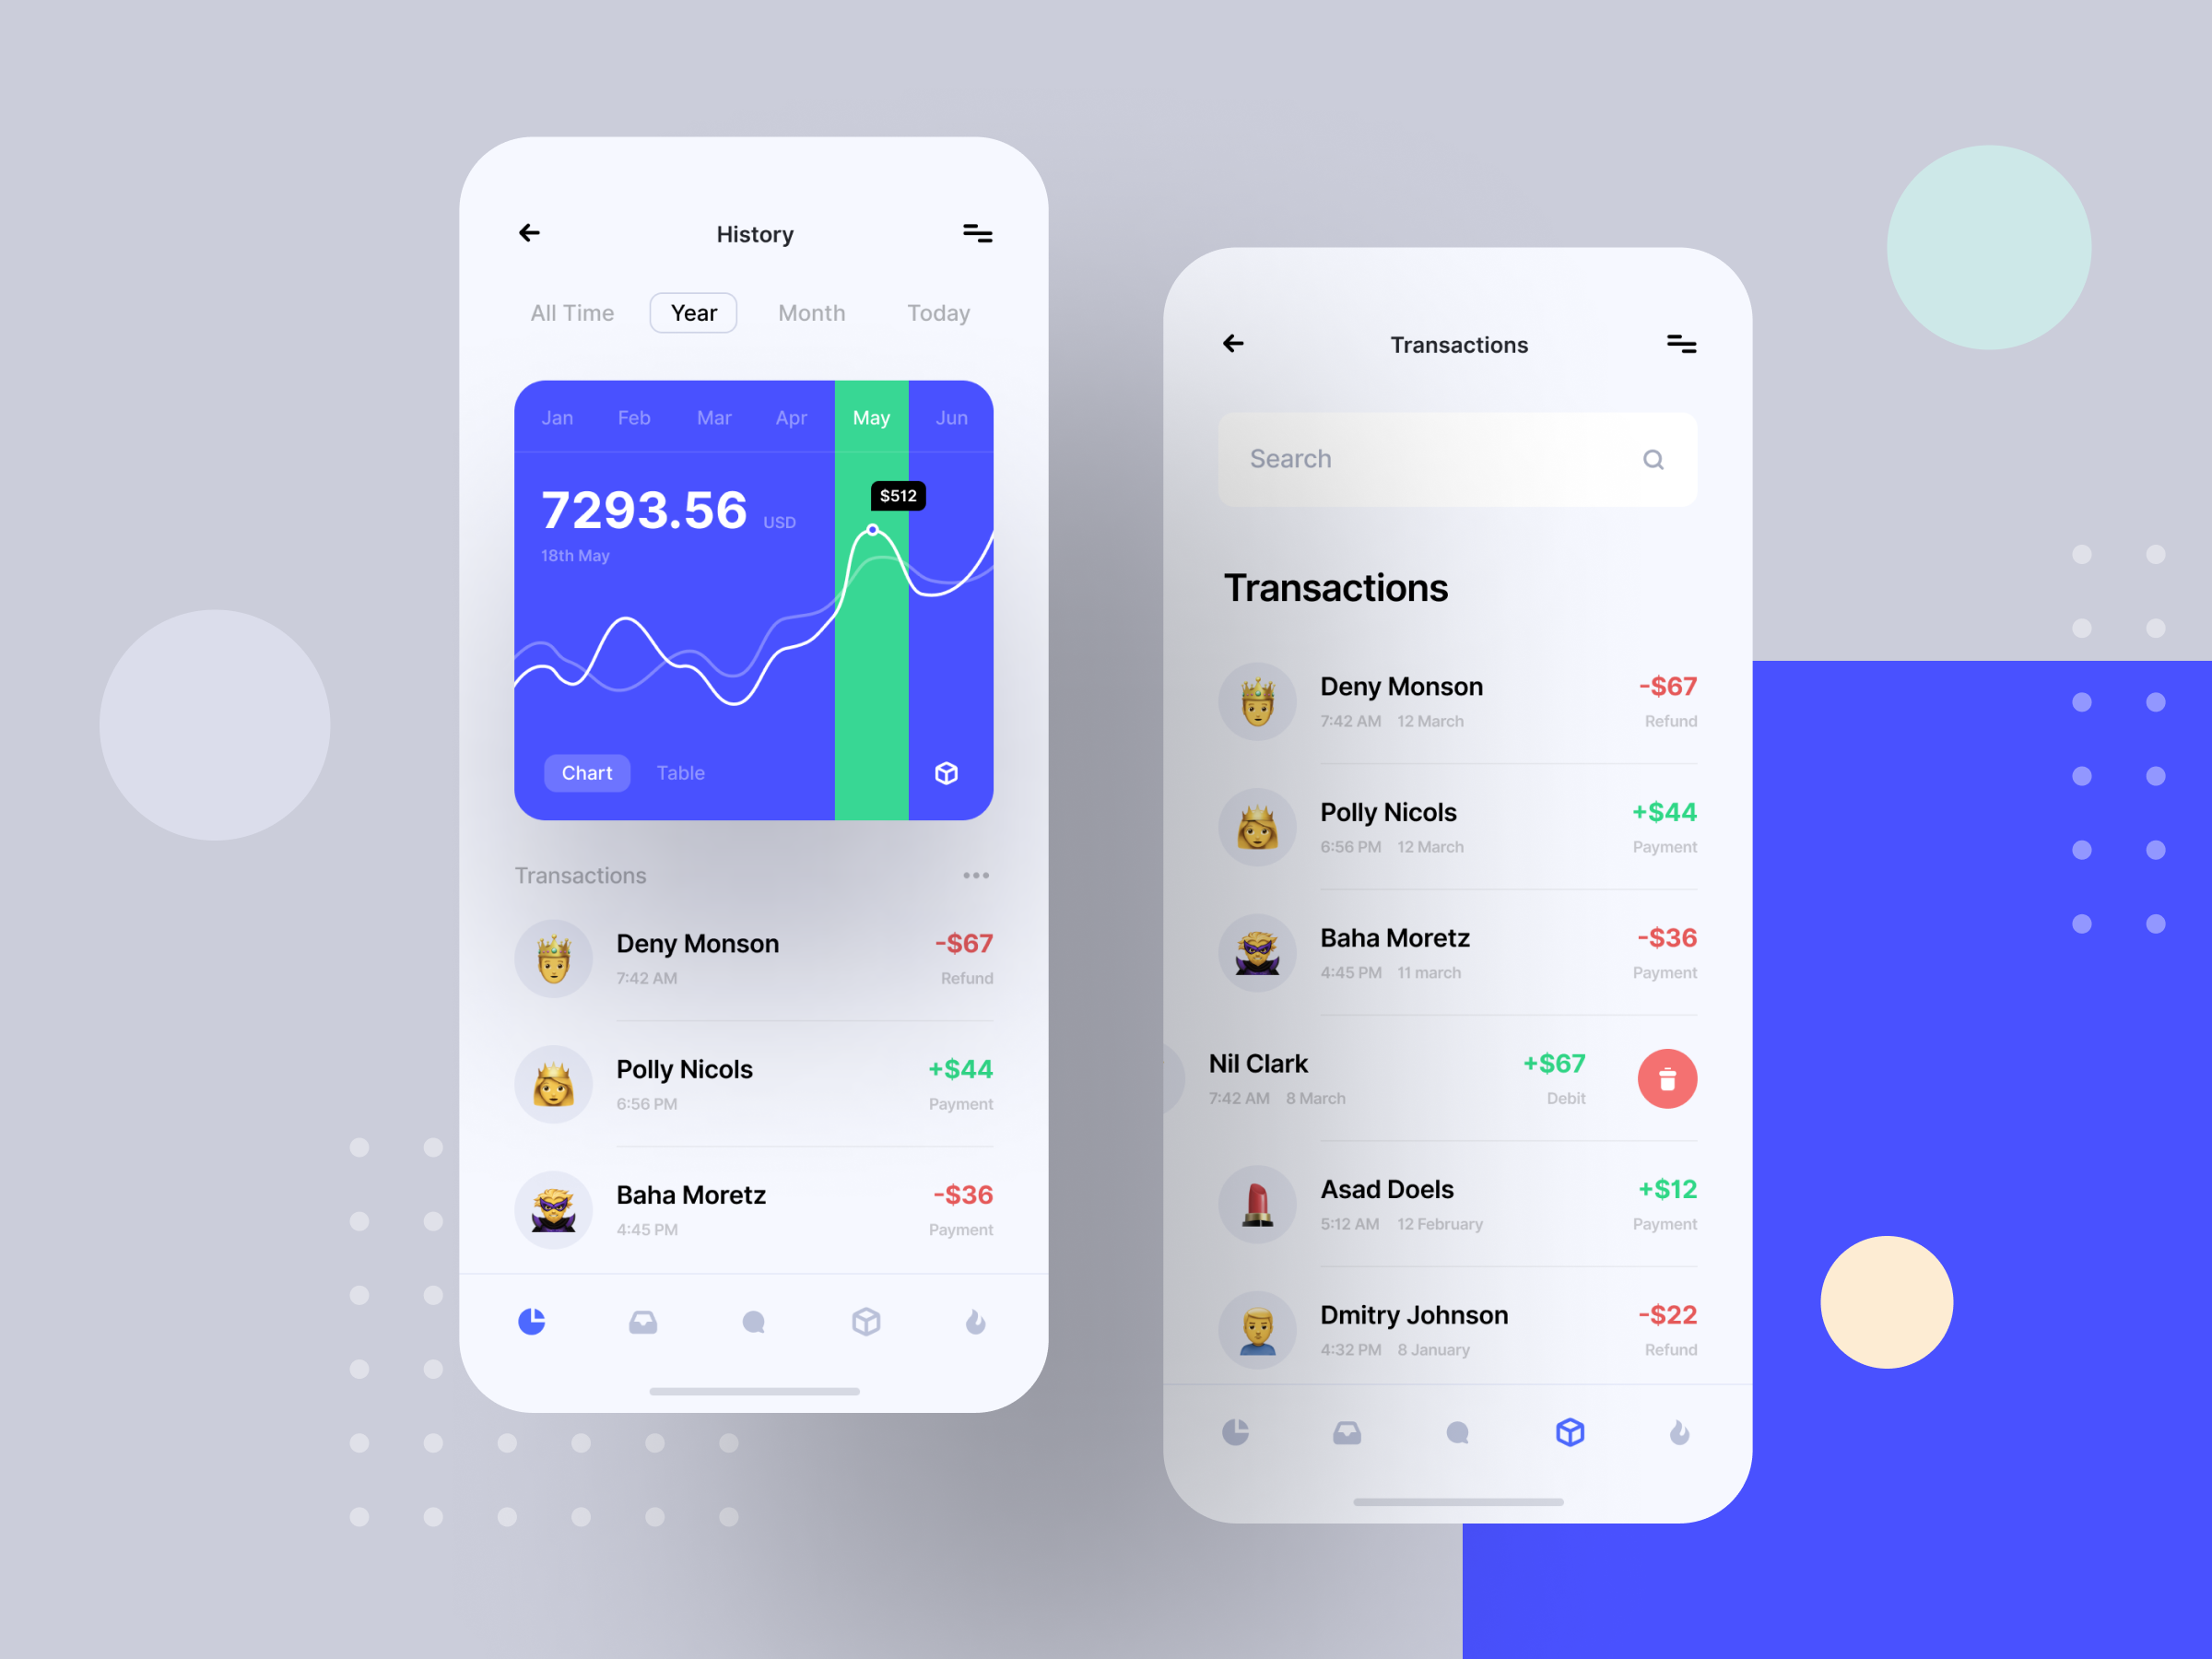 History
All Time Year Month Today
Jan Feb Mar Apr May Jun
$512
7293.56 USD
18th May
Chart Table
Transactions
Deny Monson -$67
7:42 AM Refund
Polly Nicols +$44
6:56 PM Payment
Baha Moretz -$36
4:45 PM Payment
Transactions
Search
Transactions
Deny Monson -$67
7:42 AM 12 March Refund
Polly Nicols +$44
6:56 PM 12 March Payment
Baha Moretz -$36
4:45 PM 11 march Payment
Nil Clark +$67
7:42 AM 8 March Debit
Asad Doels +$12
5:12 AM 12 February Payment
Dmitry Johnson -$22
4:32 PM 8 January Refund